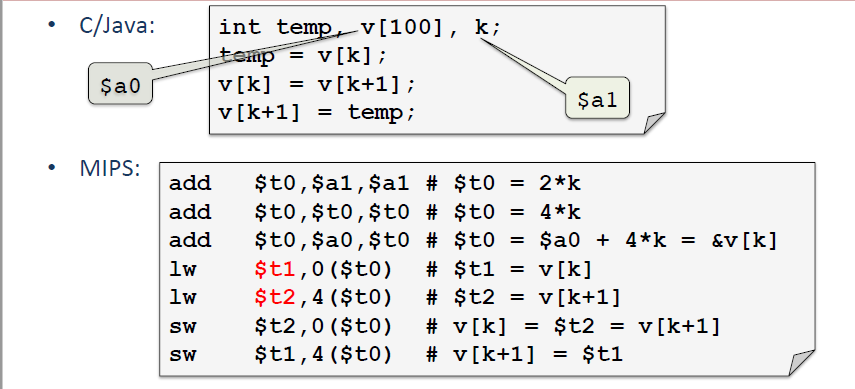 • C/Java:
int temp, v[100], k;
temp = v[k];
v[k] = v[k+1];
v[k+1] = temp;
$a0
$a1
• MIPS:
add $t0,$a1,$a1 # $t0 = 2*k
add $t0,$t0,$t0 # $t0 = 4*k
add $t0,$a0,$t0 # $t0 = $a0 + 4*k = &v[k]
lw $t1,0($t0) # $t1 = v[k]
lw $t2,4($t0) # $t2 = v[k+1]
sw $t2,0($t0) # v[k] = $t2 = v[k+1]
sw $t1,4($t0) # v[k+1] = $t1